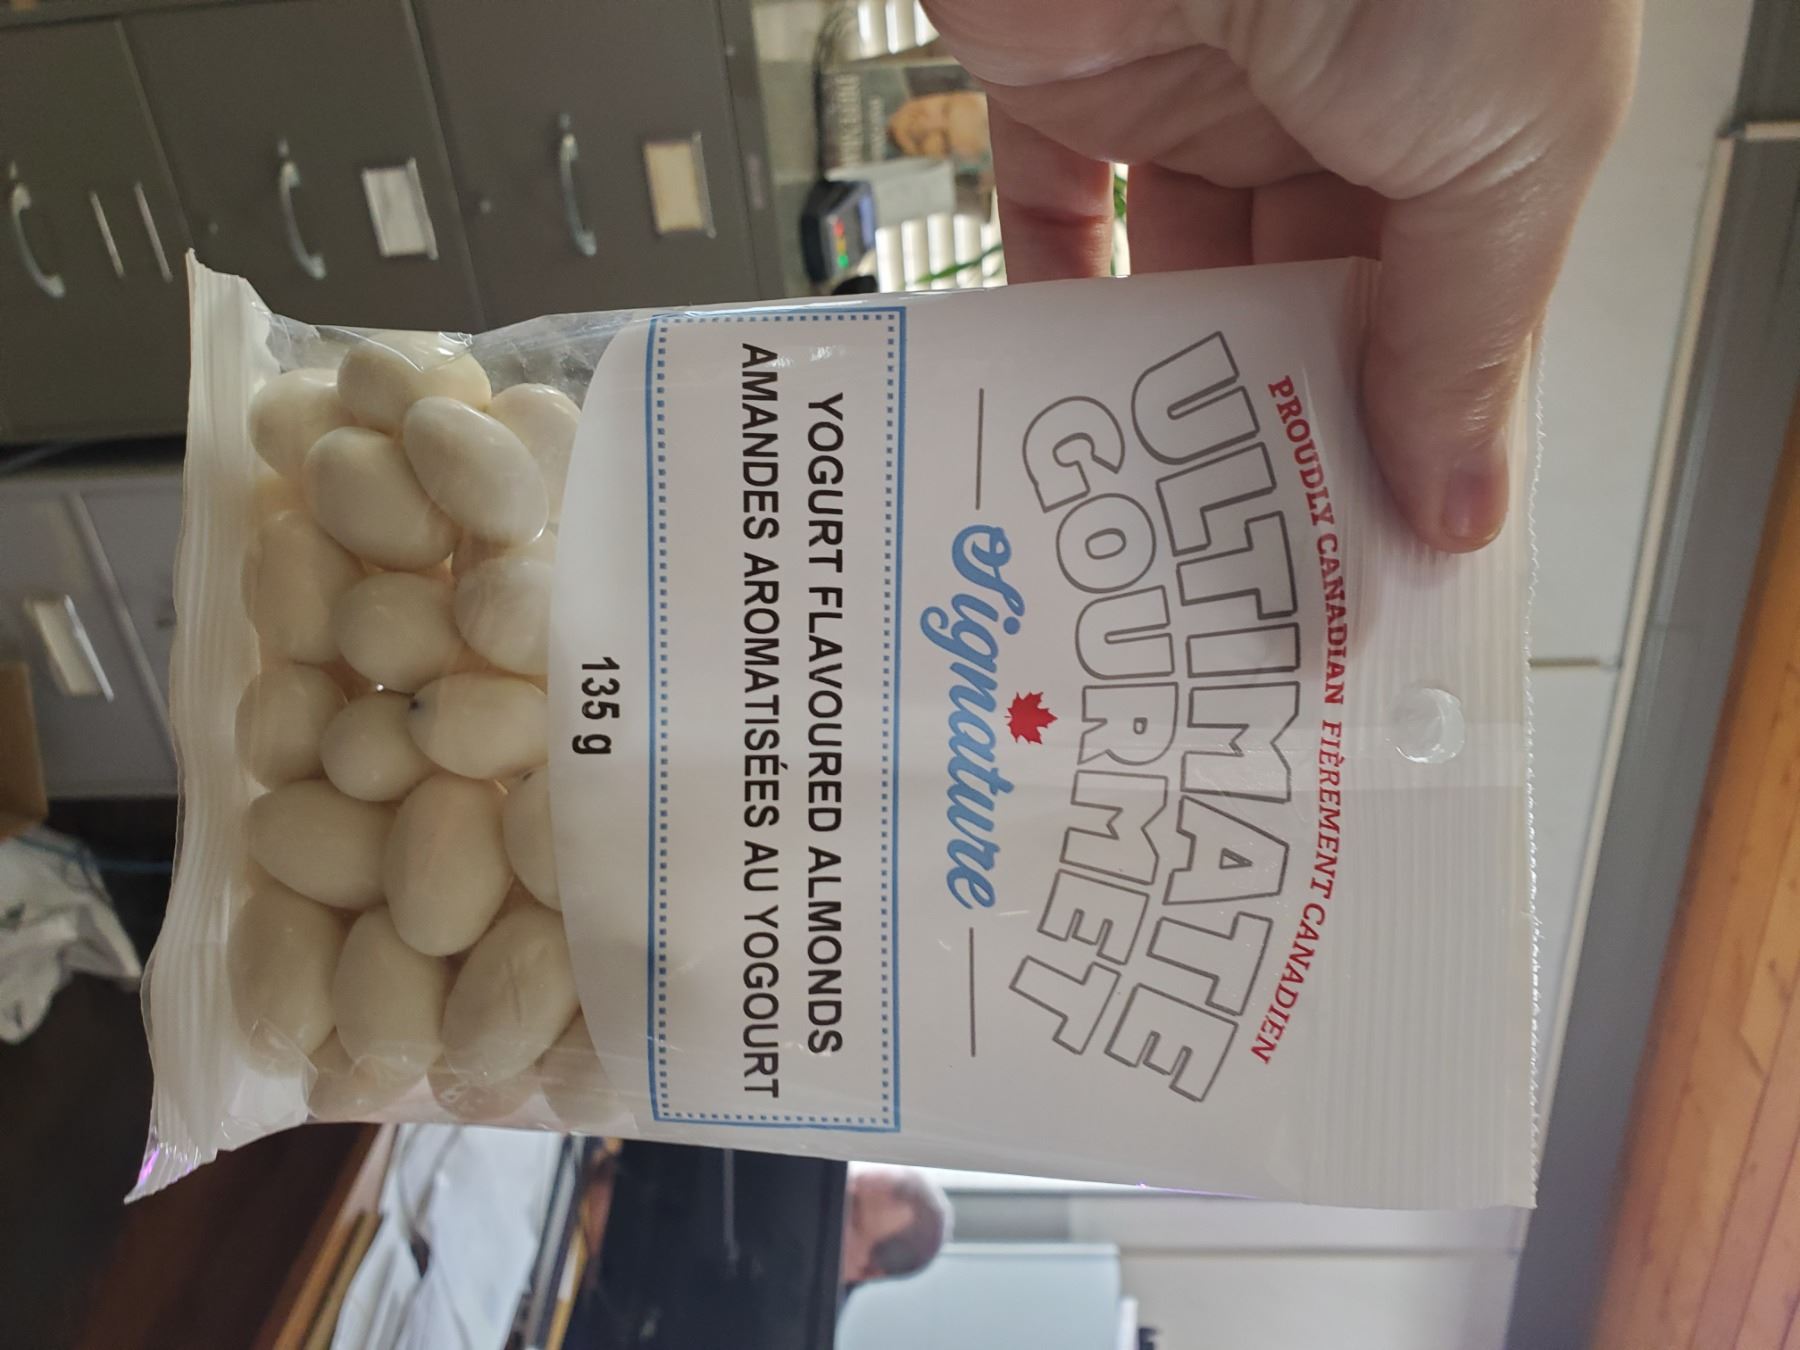 PROUDLY CANADIAN FIÈREMENT CANADIEN
ULTIMATE
GOURMET
Signature
YOGURT FLAVOURED ALMONDS
AMANDES AROMATISÉES AU YOGOURT
135 g